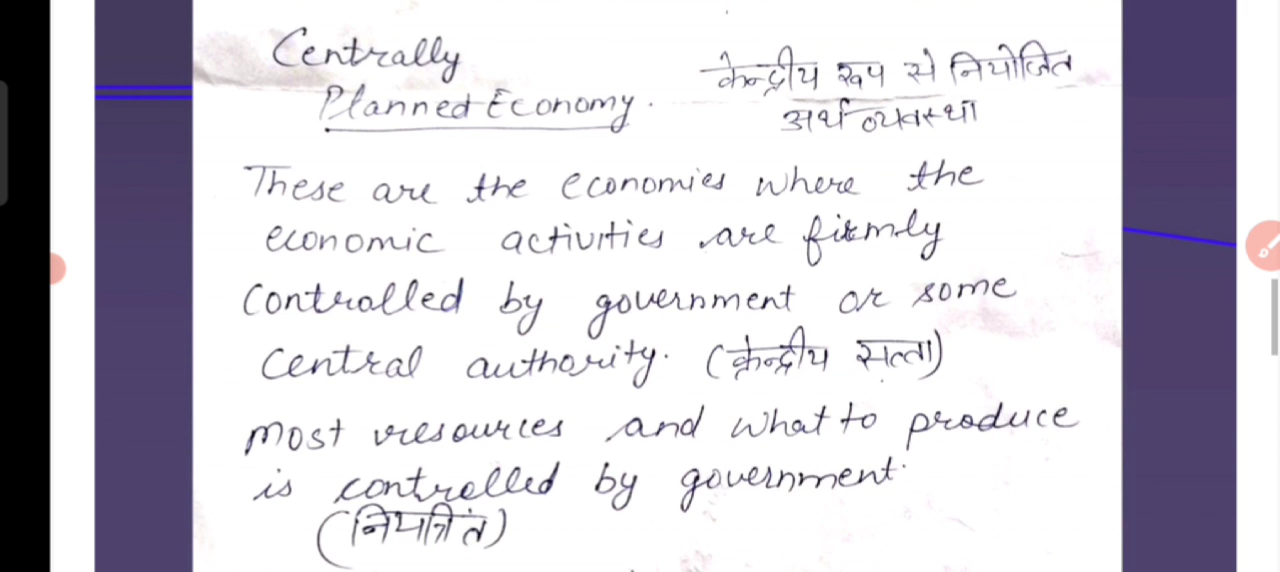 Centrally
Planned Economy.
केन्द्रीय रूप से नियोजित
अर्थव्यवस्था
These are the economies where the
economic activities are firmly
controlled by government or some
central authority. (केन्द्रीय सत्ता)
Most resources and what to produce
is controlled by government.
(नियत्रिंत)